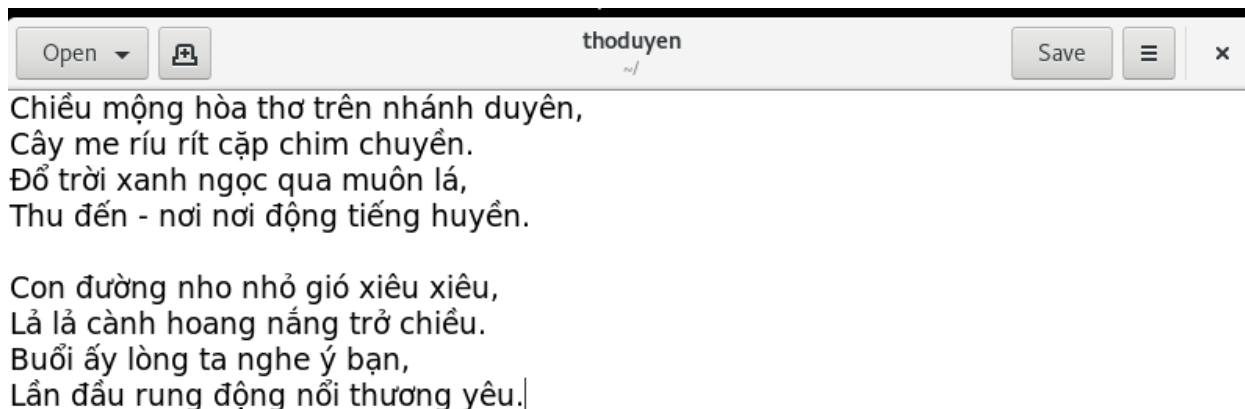 Open
thoduyen
~/
Save
Chiều mộng hòa thơ trên nhánh duyên,
Cây me ríu rít cặp chim chuyền.
Đổ trời xanh ngọc qua muôn lá,
Thu đến - nơi nơi động tiếng huyền.
Con đường nho nhỏ gió xiêu xiêu,
Lả lả cành hoang nắng trở chiều.
Buổi ấy lòng ta nghe ý bạn,
Lần đầu rung động nổi thương yêu.